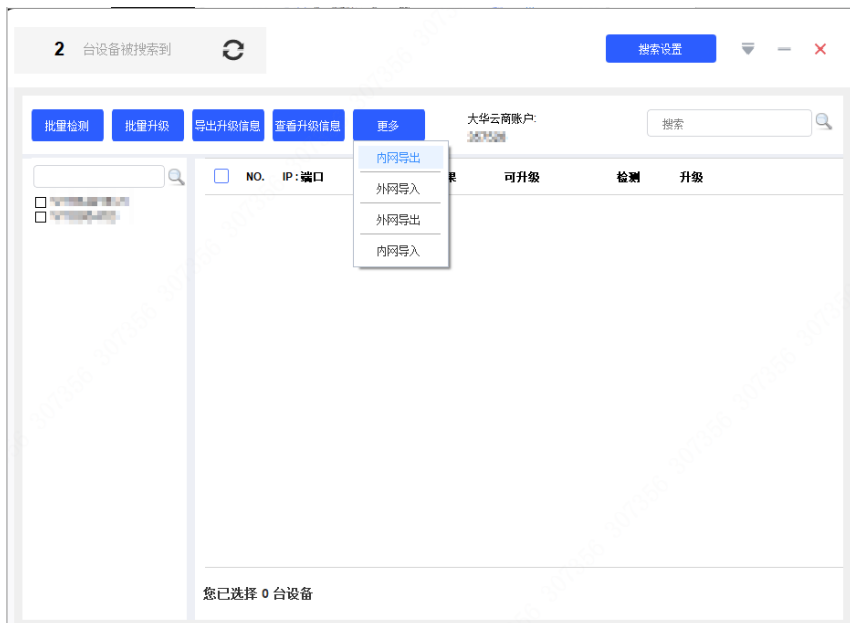 2 台设备被搜索到
搜索设置
批量检测 批量升级 导出升级信息 查看升级信息 更多
大华云商账户:
搜索
内网导出
外网导入
外网导出
内网导入
NO. IP:端口 可升级 检测 升级
您已选择 0 台设备